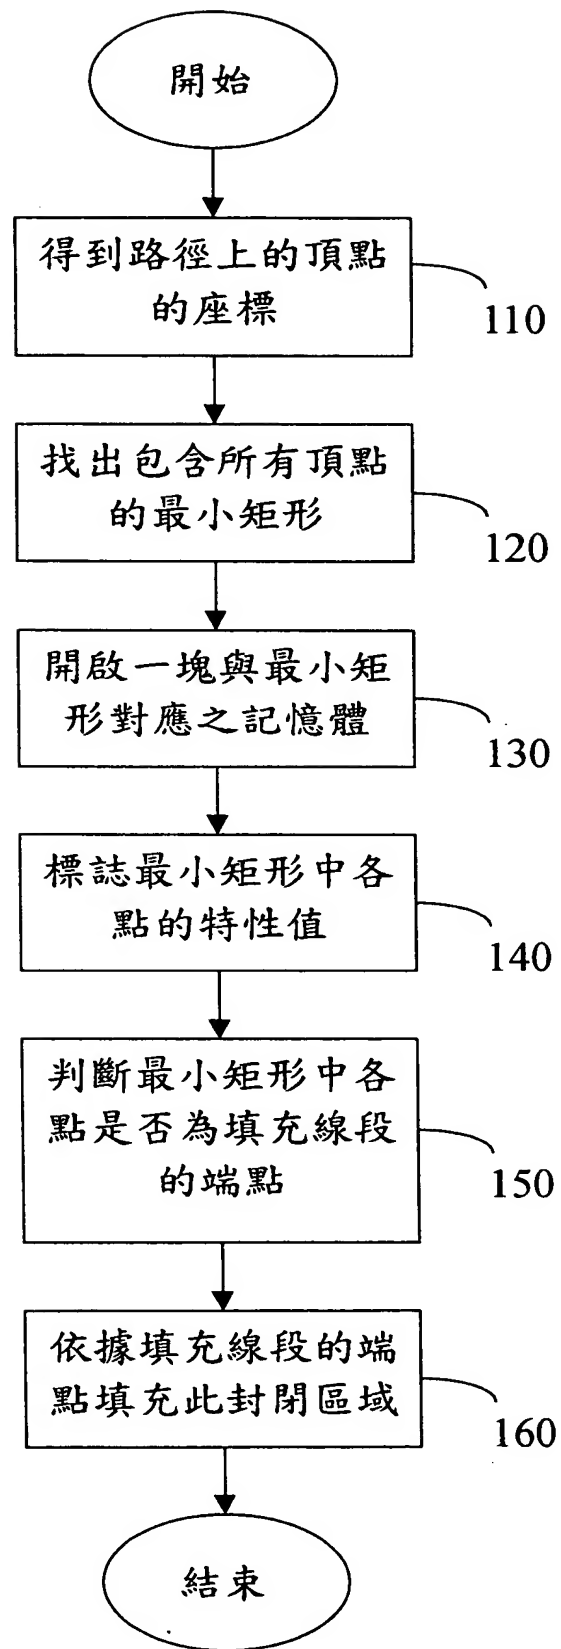 開始
得到路徑上的頂點
的座標
110
找出包含所有頂點
的最小矩形
120
開啟一塊與最小矩
形對應之記憶體
130
標誌最小矩形中各
點的特性值
140
判斷最小矩形中各
點是否為填充線段
的端點
150
依據填充線段的端
點填充此封閉區域
160
結束